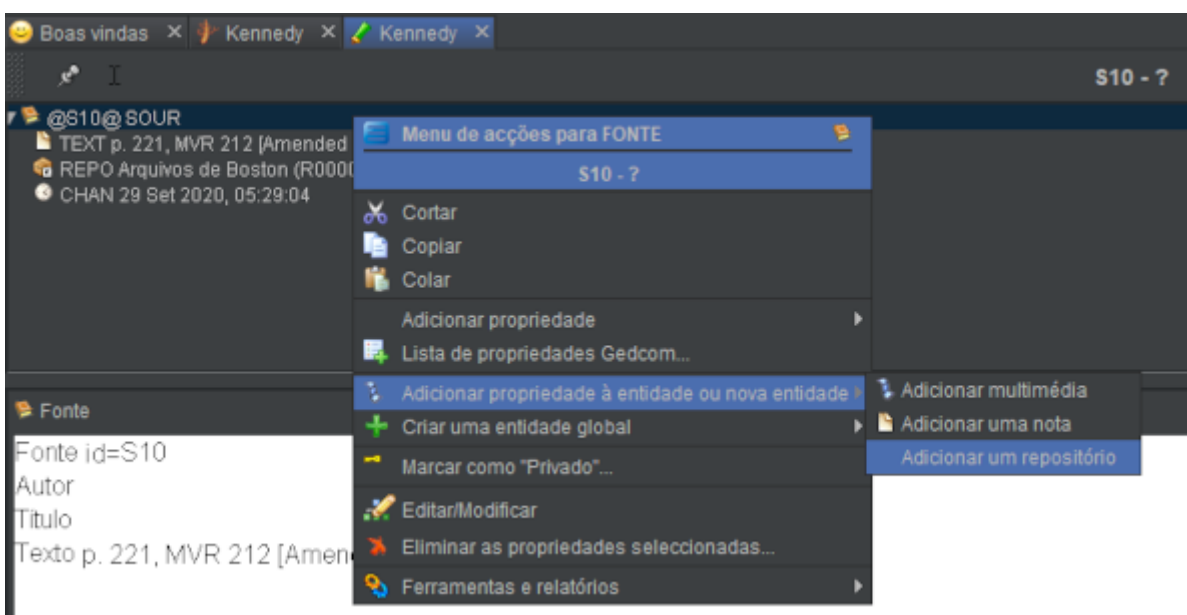 Boas vindas Kennedy Kennedy
S10 - ?
@S10@ SOUR
TEXT p. 221, MVR 212 [Amended
REPO Arquivos de Boston (R0000
CHAN 29 Set 2020, 05:29:04
Menu de acções para FONTE
S10 - ?
Cortar
Copiar
Colar
Adicionar propriedade
Lista de propriedades Gedcom...
Adicionar propriedade à entidade ou nova entidade
Criar uma entidade global
Marcar como "Privado"...
Editar/Modificar
Eliminar as propriedades seleccionadas...
Ferramentas e relatórios
Adicionar multimédia
Adicionar uma nota
Adicionar um repositório
Fonte
Fonte id=S10
Autor
Titulo
Texto p. 221, MVR 212 [Amen